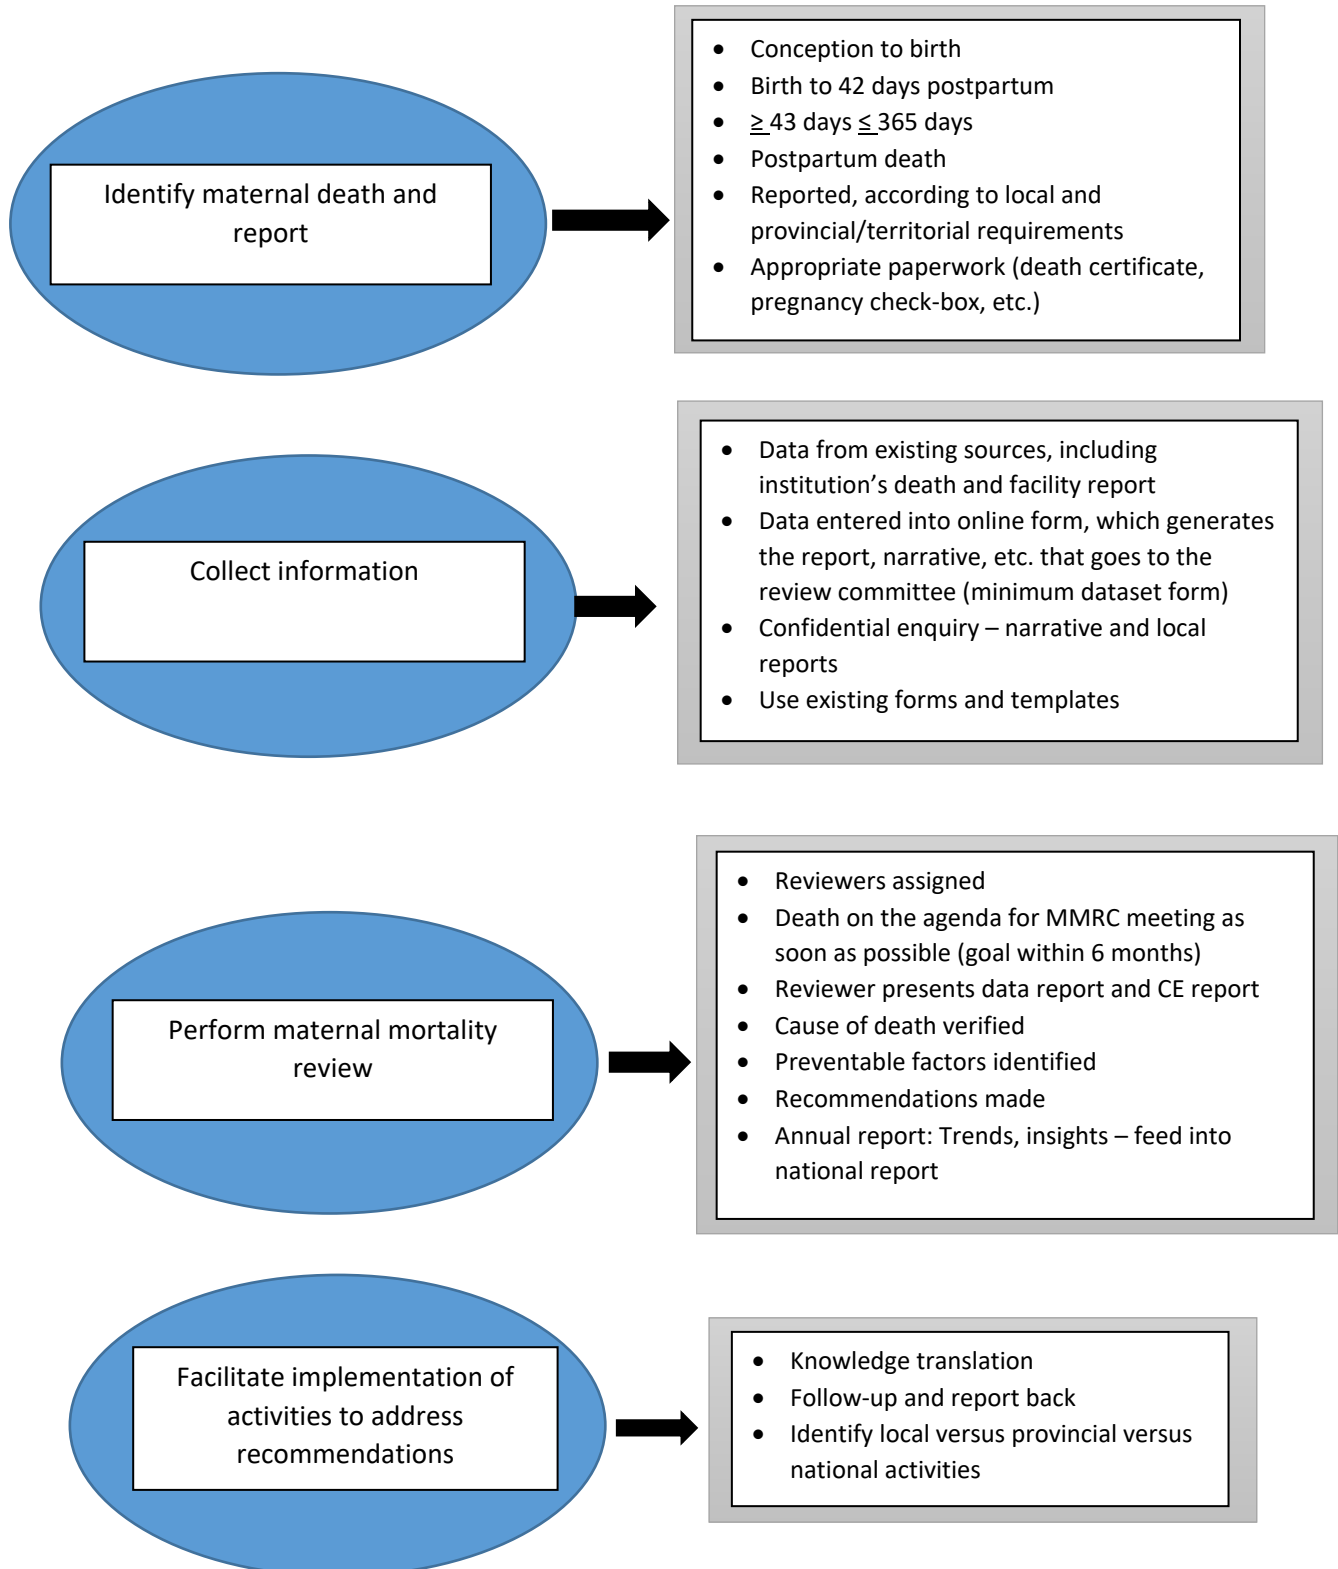 Identify maternal death and
report
• Conception to birth
• Birth to 42 days postpartum
• ≥ 43 days ≤ 365 days
• Postpartum death
• Reported, according to local and
provincial/territorial requirements
• Appropriate paperwork (death certificate,
pregnancy check-box, etc.)
Collect information
• Data from existing sources, including
institution’s death and facility report
• Data entered into online form, which generates
the report, narrative, etc. that goes to the
review committee (minimum dataset form)
• Confidential enquiry – narrative and local
reports
• Use existing forms and templates
Perform maternal mortality
review
• Reviewers assigned
• Death on the agenda for MMRC meeting as
soon as possible (goal within 6 months)
• Reviewer presents data report and CE report
• Cause of death verified
• Preventable factors identified
• Recommendations made
• Annual report: Trends, insights – feed into
national report
Facilitate implementation of
activities to address
recommendations
• Knowledge translation
• Follow-up and report back
• Identify local versus provincial versus
national activities